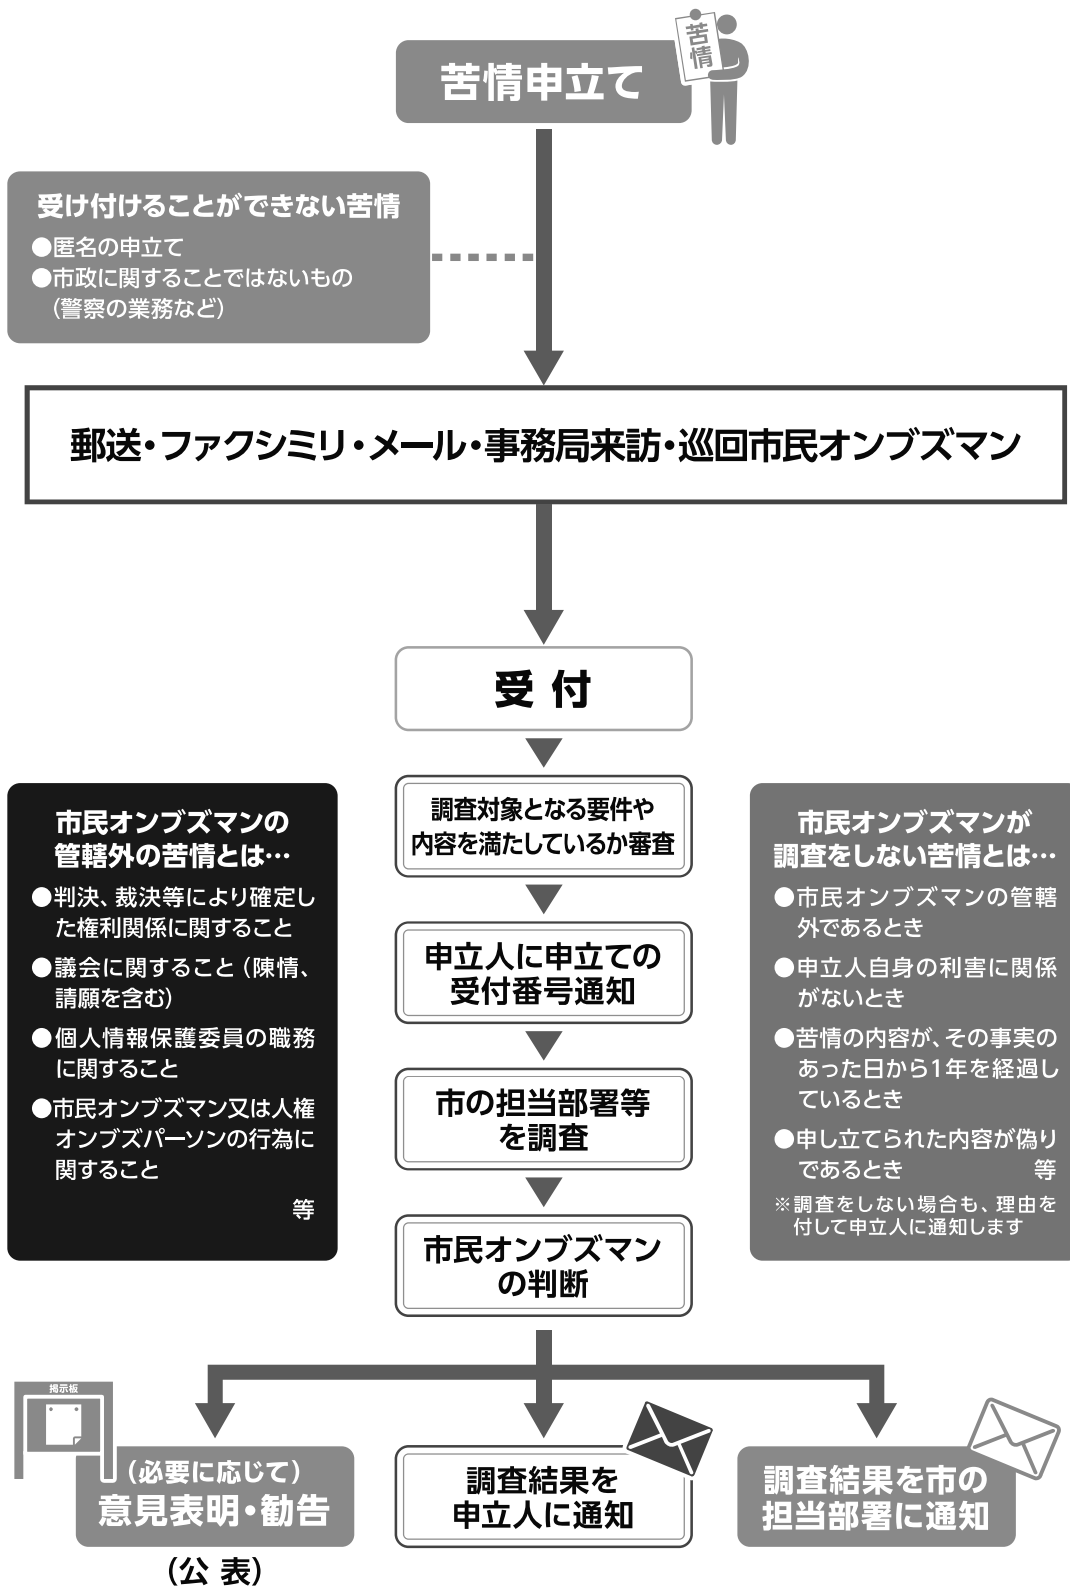 苦情
苦情申立て
受け付けることができない苦情
●匿名の申立て
●市政に関することではないもの
（警察の業務など）
郵送・ファクシミリ・メール・事務局来訪・巡回市民オンブズマン
受 付
調査対象となる要件や
内容を満たしているか審査
申立人に申立ての
受付番号通知
市の担当部署等
を調査
市民オンブズマン
の判断
市民オンブズマンの
管轄外の苦情とは…
●判決、裁決等により確定し
た権利関係に関すること
●議会に関すること（陳情、
請願を含む）
●個人情報保護委員の職務
に関すること
●市民オンブズマン又は人権
オンブズパーソンの行為に
関すること
等
市民オンブズマンが
調査をしない苦情とは…
●市民オンブズマンの管轄
外であるとき
●申立人自身の利害に関係
がないとき
●苦情の内容が、その事実の
あった日から1年を経過し
ているとき
●申し立てられた内容が偽り
であるとき 等
※調査をしない場合も、理由を
付して申立人に通知します
掲示板
（必要に応じて）
意見表明・勧告
（公 表）
調査結果を
申立人に通知
調査結果を市の
担当部署に通知